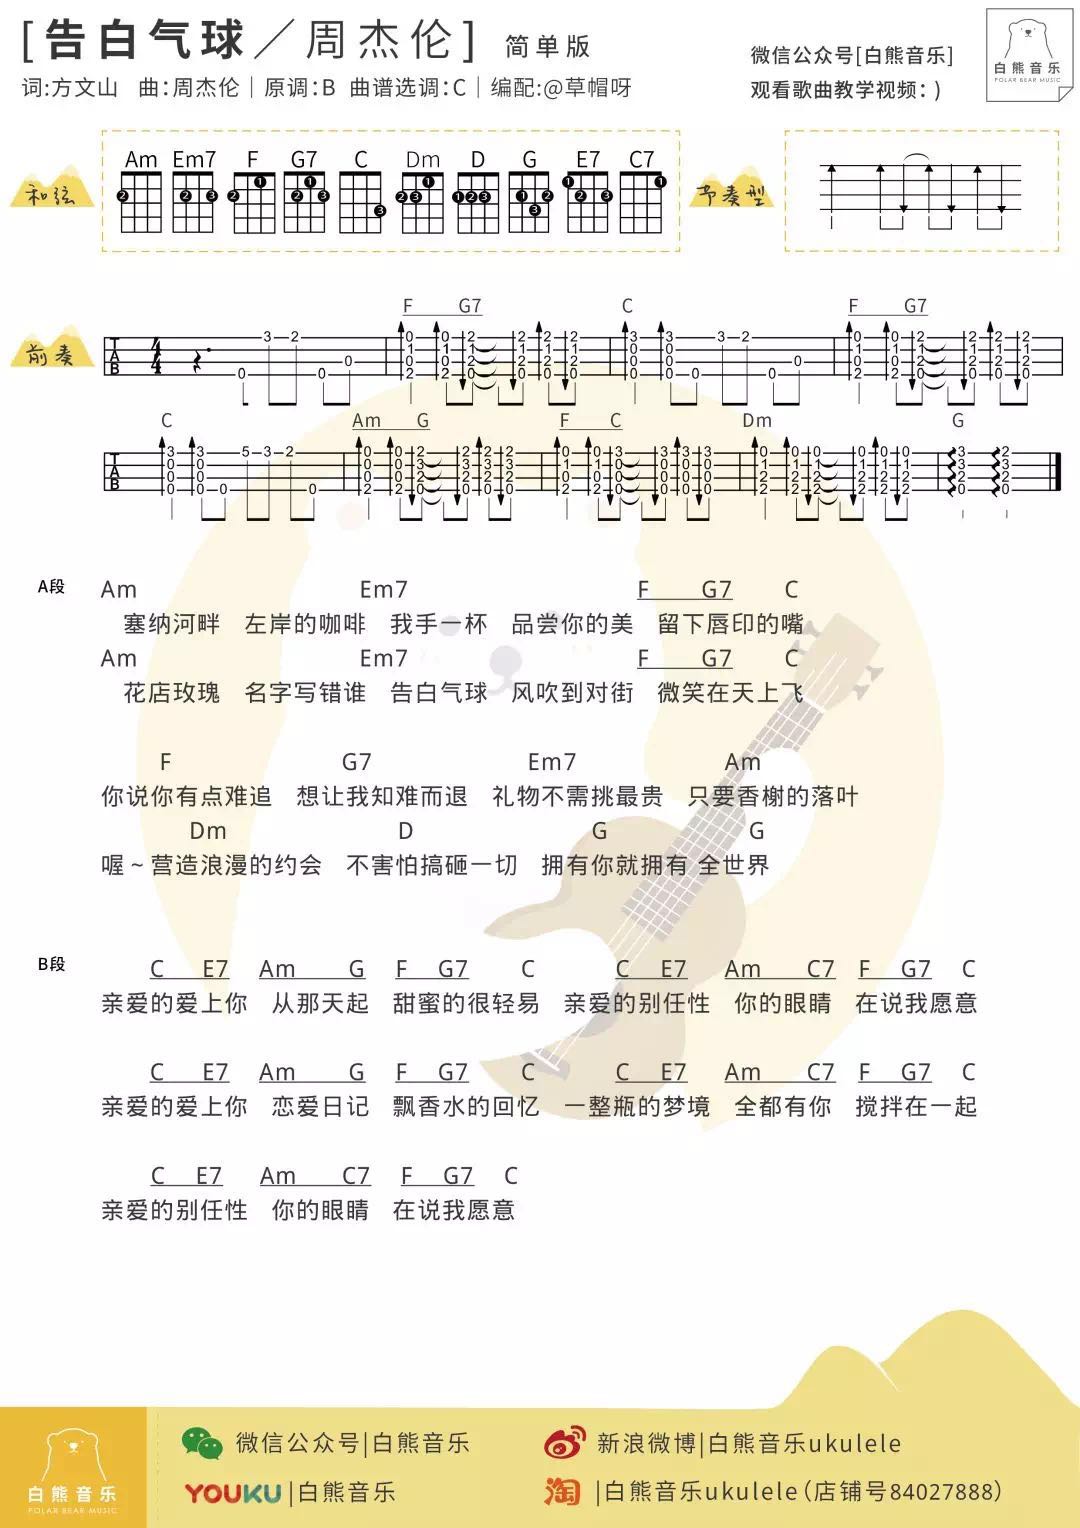 [告白气球／周杰伦] 简单版
词:方文山 曲:周杰伦｜原调:B 曲谱选调:C｜编配:@草帽呀
微信公众号[白熊音乐]
观看歌曲教学视频：)
白熊音乐
POLAR BEAR MUSIC
和弦
Am Em7 F G7 C Dm D G E7 C7
节奏型
前奏
F G7 C F G7
C Am G F C Dm G
A段
Am Em7 F G7 C
塞纳河畔 左岸的咖啡 我手一杯 品尝你的美 留下唇印的嘴
Am Em7 F G7 C
花店玫瑰 名字写错谁 告白气球 风吹到对街 微笑在天上飞
F G7 Em7 Am
你说你有点难追 想让我知难而退 礼物不需挑最贵 只要香榭的落叶
Dm D G G
喔～营造浪漫的约会 不害怕搞砸一切 拥有你就拥有 全世界
B段
C E7 Am G F G7 C C E7 Am C7 F G7 C
亲爱的爱上你 从那天起 甜蜜的很轻易 亲爱的别任性 你的眼睛 在说我愿意
C E7 Am G F G7 C C E7 Am C7 F G7 C
亲爱的爱上你 恋爱日记 飘香水的回忆 一整瓶的梦境 全都有你 搅拌在一起
C E7 Am C7 F G7 C
亲爱的别任性 你的眼睛 在说我愿意
白熊音乐
POLAR BEAR MUSIC
微信公众号|白熊音乐
新浪微博|白熊音乐ukulele
YOUKU|白熊音乐
淘|白熊音乐ukulele(店铺号84027888)